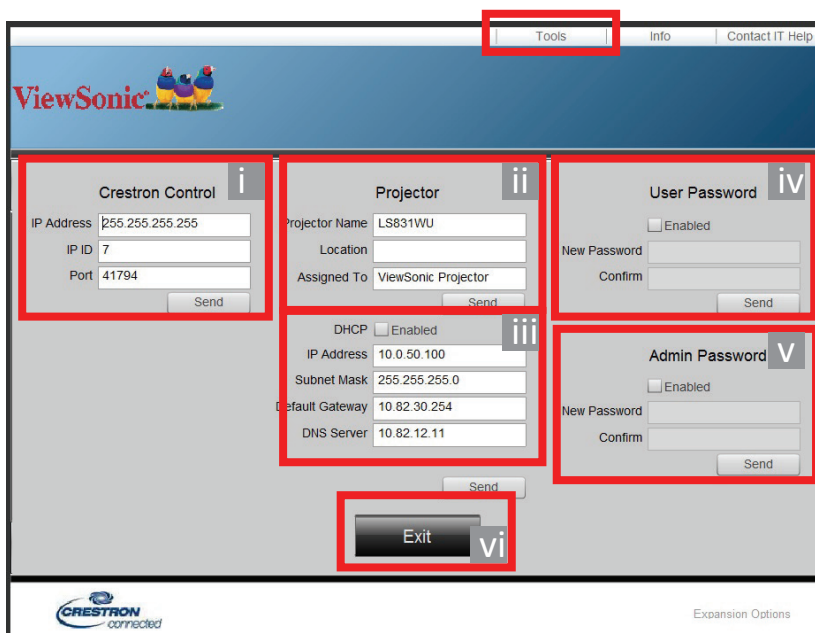 Tools Info Contact IT Help
ViewSonic®
i
Crestron Control
IP Address 255.255.255.255
IP ID 7
Port 41794
Send
ii
Projector
Projector Name LS831WU
Location
Assigned To ViewSonic Projector
Send
iii
DHCP Enabled
IP Address 10.0.50.100
Subnet Mask 255.255.255.0
Default Gateway 10.82.30.254
DNS Server 10.82.12.11
Send
iv
User Password
Enabled
New Password
Confirm
Send
v
Admin Password
Enabled
New Password
Confirm
Send
Exit
vi
CRESTRON
connected
Expansion Options